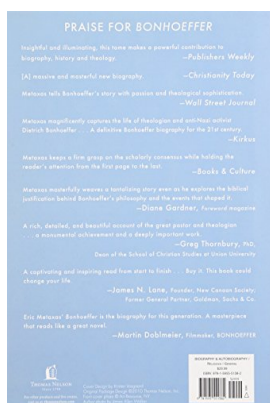 PRAISE FOR BONHOEFFER
Insightful and illuminating, this tome makes a powerful contribution to
biography, history and theology.
—Publishers Weekly
[A] massive and masterful new biography.
—Christianity Today
Metaxas tells Bonhoeffer's story with passion and theological sophistication.
—Wall Street Journal
Metaxas magnificently captures the life of theologian and anti-Nazi activist
Dietrich Bonhoeffer . . . A definitive Bonhoeffer biography for the 21st century.
—Kirkus
Metaxas keeps a firm grasp on the scholarly consensus while holding the
reader's attention from the first page to the last.
—Books & Culture
Metaxas masterfully weaves a tantalizing story even as he explores the biblical
justification behind Bonhoeffer's philosophy and the events that shaped it.
—Diane Gardner, Foreword magazine
A rich, detailed, and beautiful account of the great pastor and theologian
. . . a monumental achievement and a deeply important work.
—Greg Thornbury, PhD,
Dean of the School of Christian Studies at Union University
A captivating and inspiring read from start to finish . . . Buy it. This book could
change your life.
—James N. Lane, Founder, New Canaan Society;
Former General Partner, Goldman, Sachs & Co.
Eric Metaxas' Bonhoeffer is the biography for this generation. A masterpiece
that reads like a great novel.
—Martin Doblmeier, Filmmaker, BONHOEFFER
THOMAS NELSON
BIOGRAPHY & AUTOBIOGRAPHY /